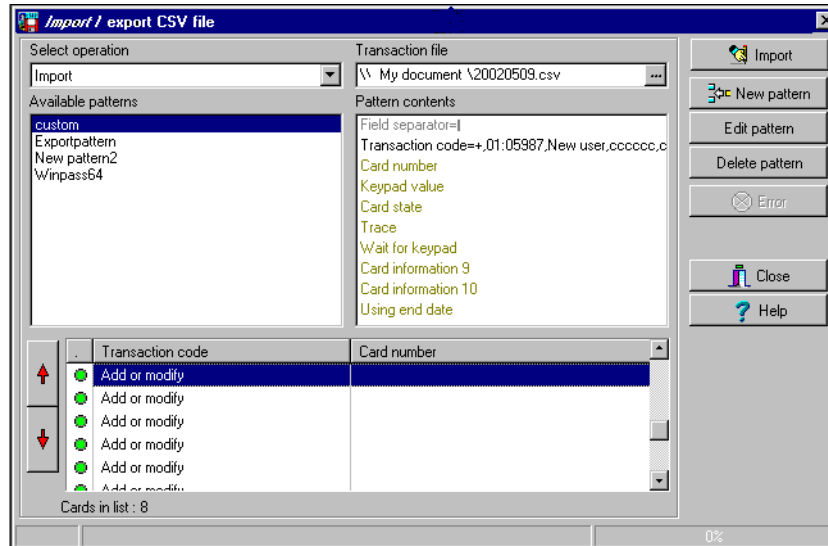 Import / export CSV file
Select operation
Import
Available patterns
custom
Exportpattern
New pattern2
Winpass64
Transaction file
\\ My document \20020509.csv
...
Pattern contents
Field separator=|
Transaction code=+,01:05987,New user,cccccc,c
Card number
Keypad value
Card state
Trace
Wait for keypad
Card information 9
Card information 10
Using end date
Import
New pattern
Edit pattern
Delete pattern
Error
Close
Help
. Transaction code Card number
Add or modify
Add or modify
Add or modify
Add or modify
Add or modify
Add or modify
Cards in list : 8
0%